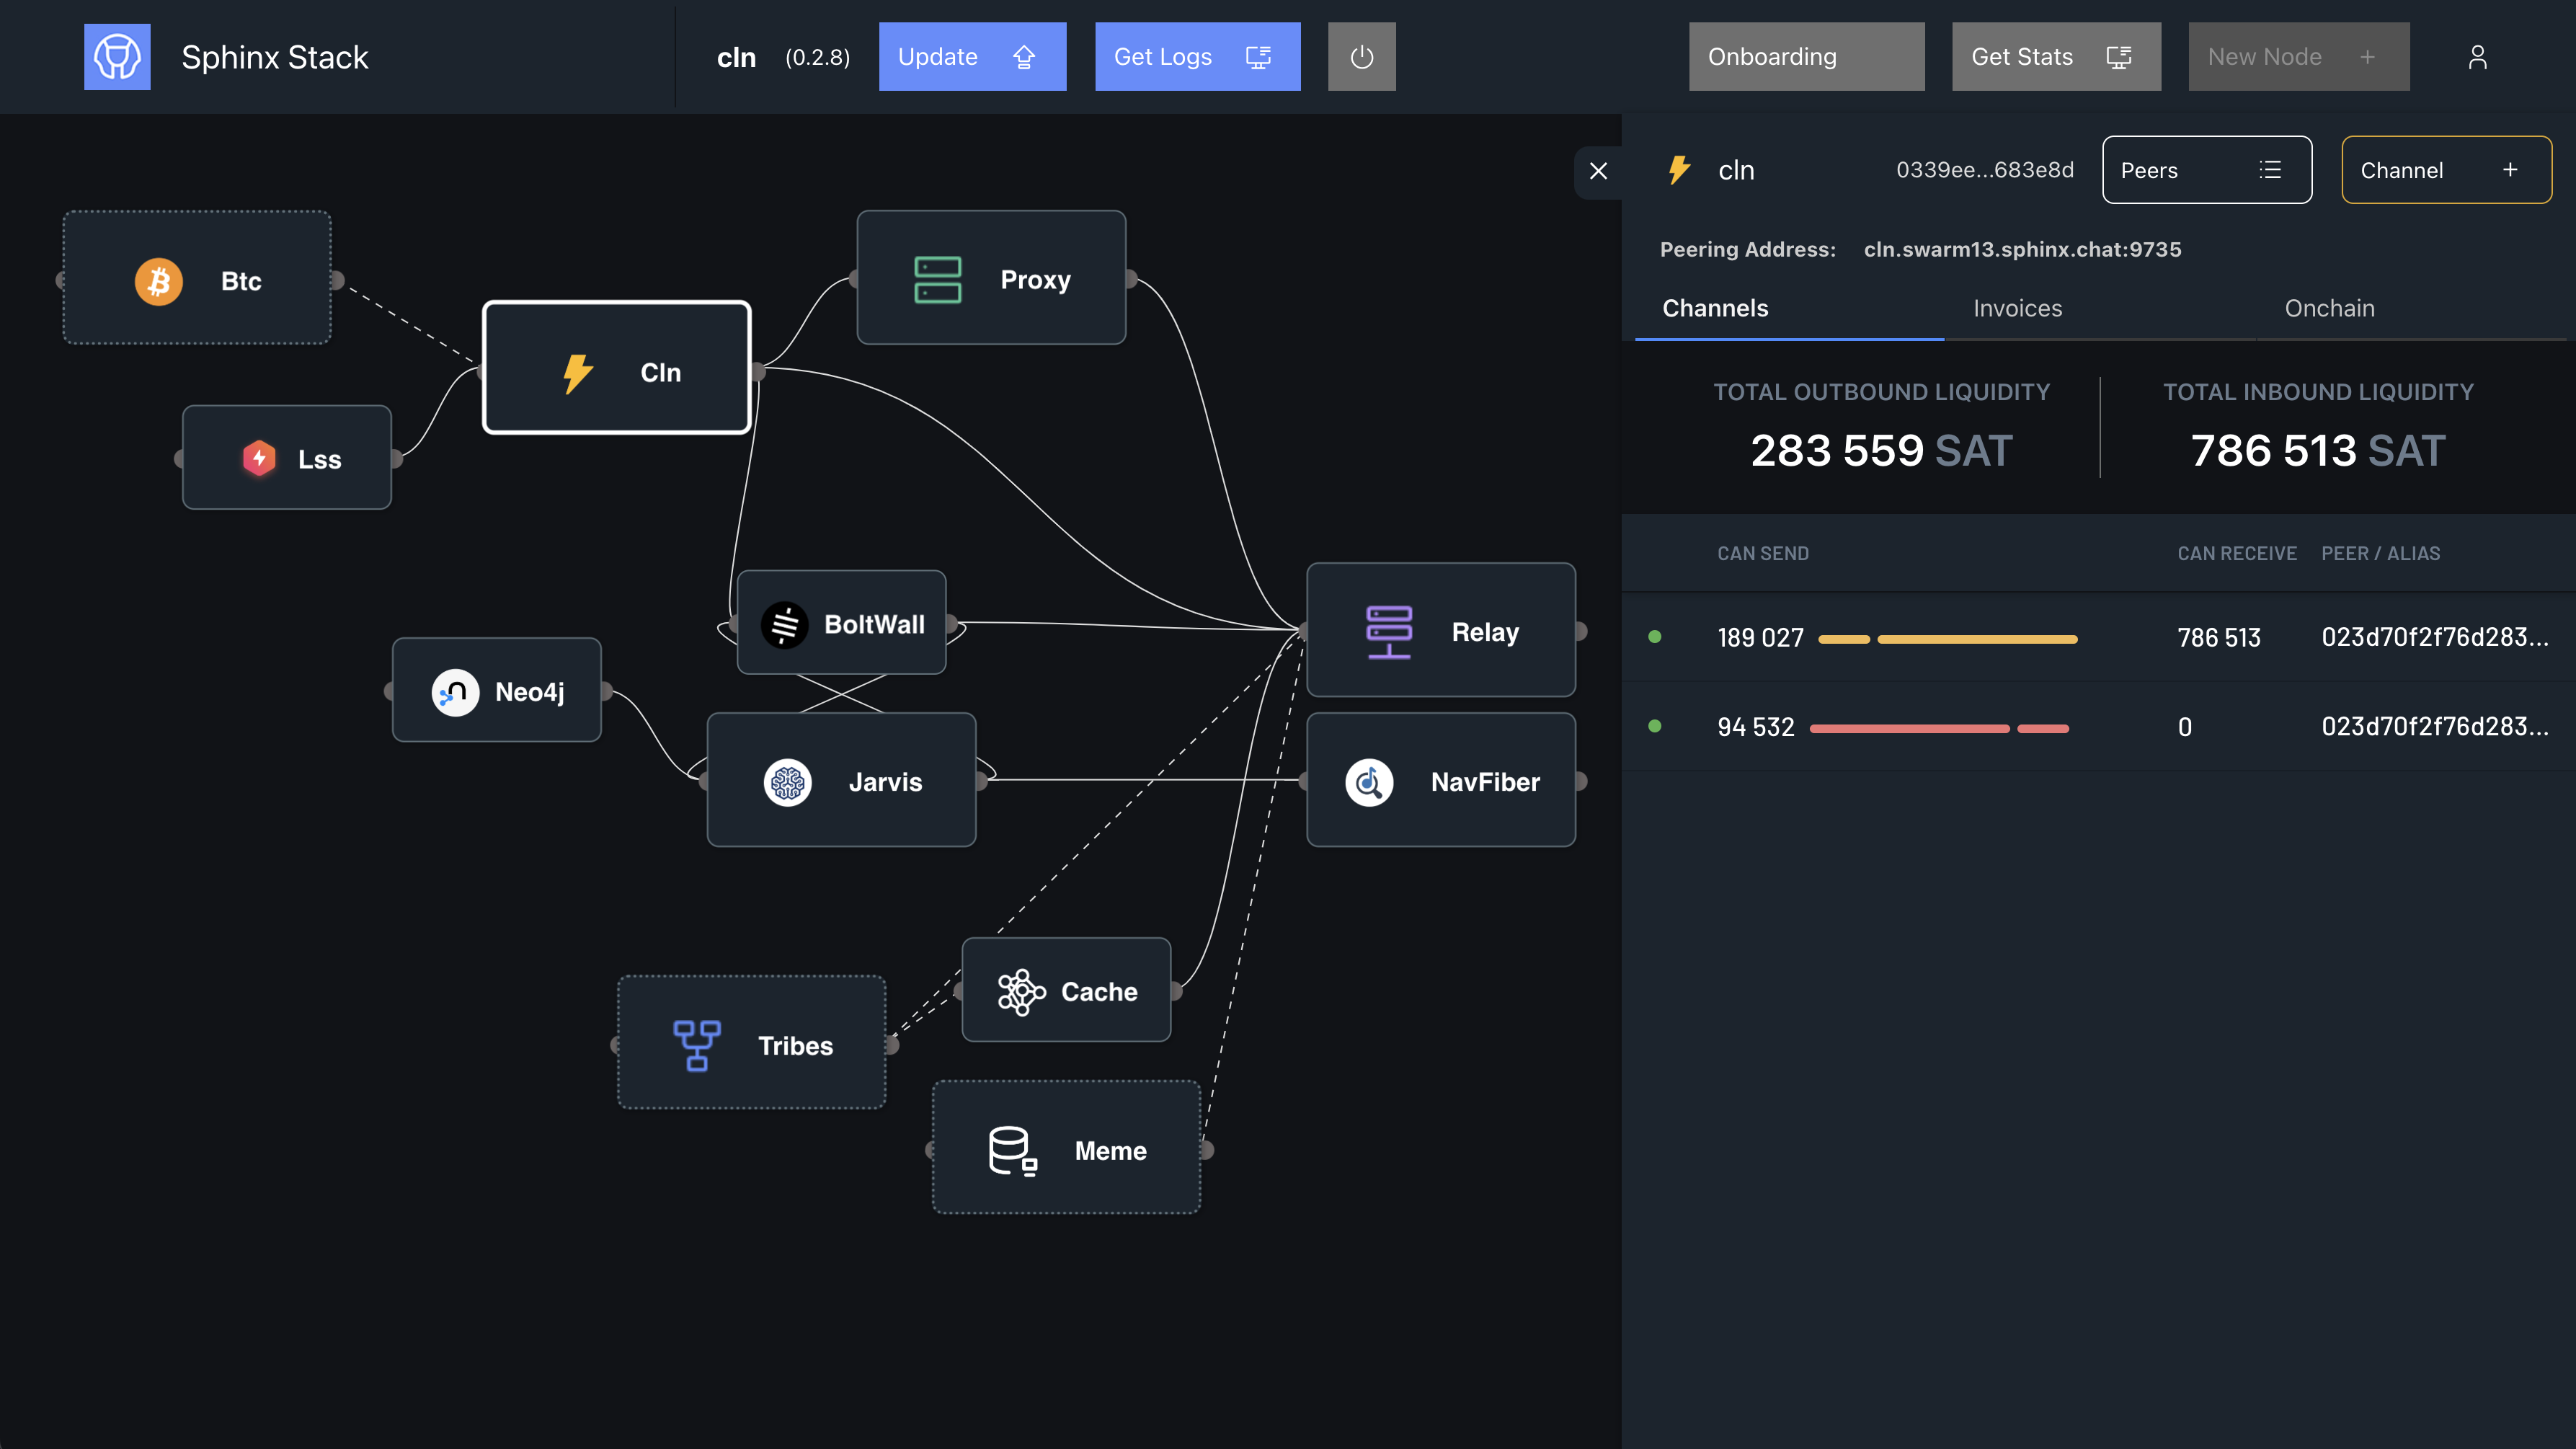 Sphinx Stack
cln (0.2.8)
Update
Get Logs
Onboarding
Get Stats
New Node +
Btc
Cln
Proxy
Lss
BoltWall
Relay
Neo4j
Jarvis
NavFiber
Cache
Tribes
Meme
cln
0339ee...683e8d
Peers
Channel +
Peering Address: cln.swarm13.sphinx.chat:9735
Channels Invoices Onchain
TOTAL OUTBOUND LIQUIDITY
283 559 SAT
TOTAL INBOUND LIQUIDITY
786 513 SAT
CAN SEND CAN RECEIVE PEER / ALIAS
189 027 786 513 023d70f2f76d283...
94 532 0 023d70f2f76d283...